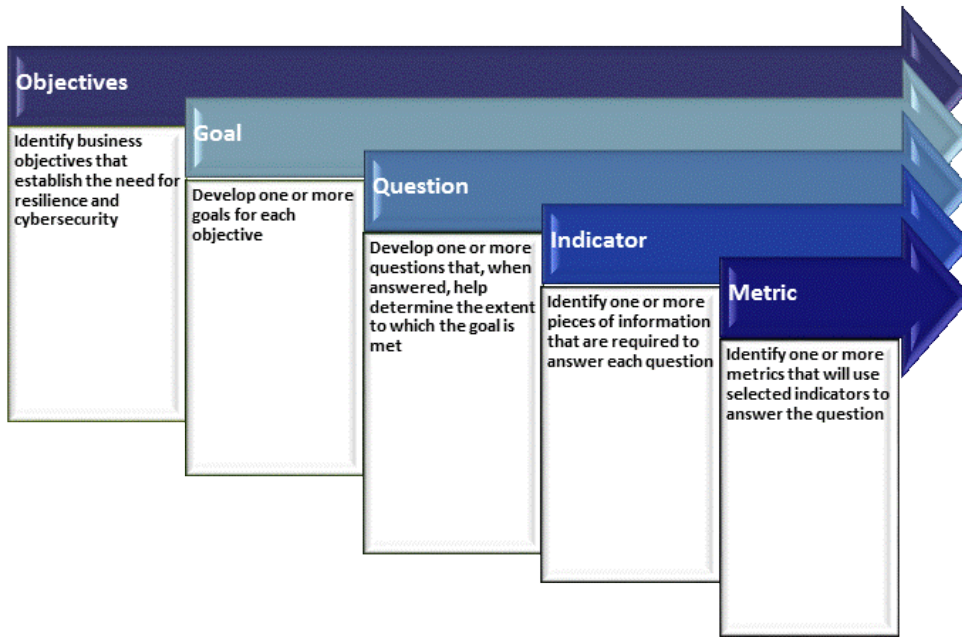 Objectives
Identify business
objectives that
establish the need for
resilience and
cybersecurity
Goal
Develop one or more
goals for each
objective
Question
Develop one or more
questions that, when
answered, help
determine the extent
to which the goal is
met
Indicator
Identify one or more
pieces of information
that are required to
answer each question
Metric
Identify one or more
metrics that will use
selected indicators to
answer the question